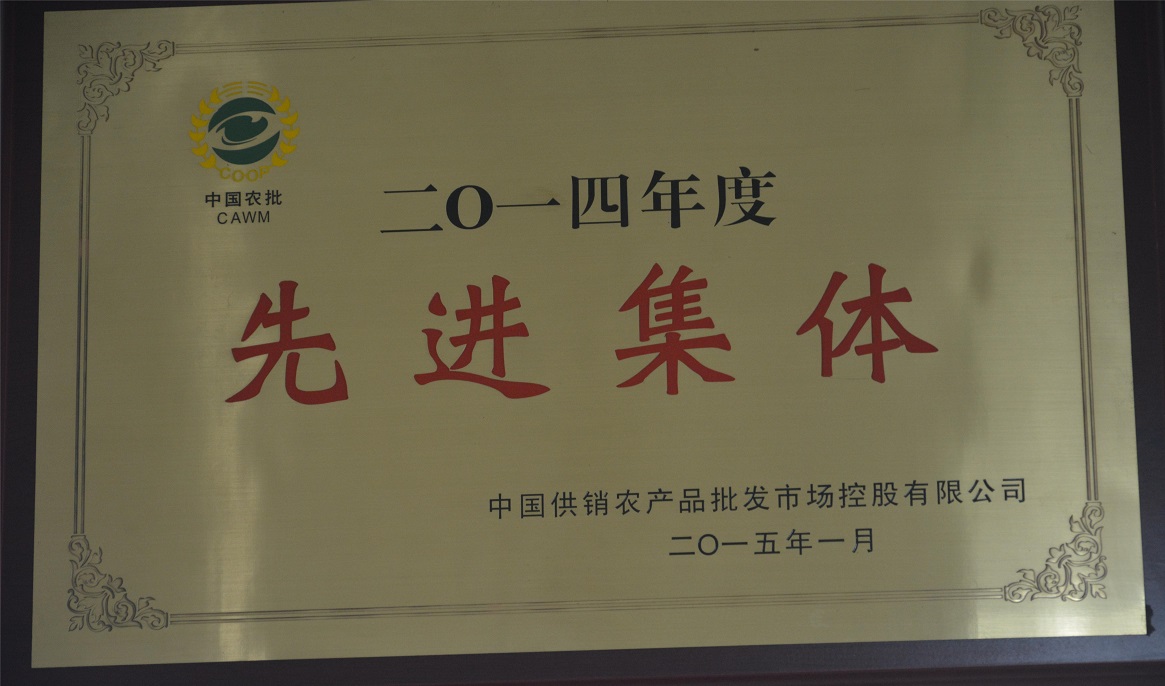 COOP
中国农批
CAWM
二〇一四年度
先进集体
中国供销农产品批发市场控股有限公司
二〇一五年一月